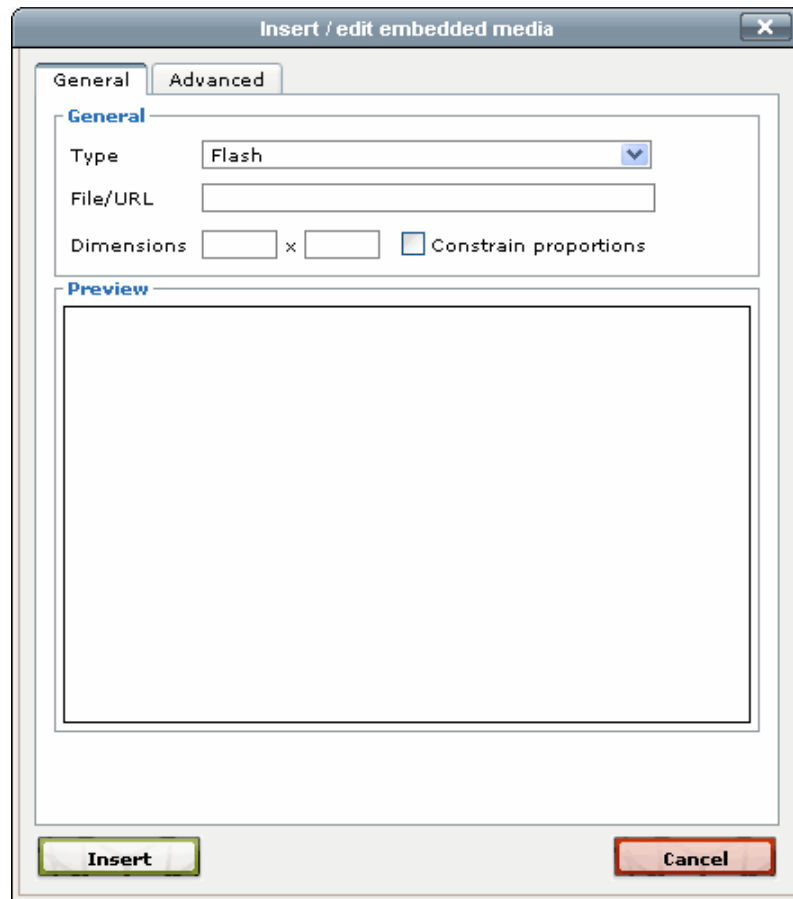 Insert / edit embedded media
General Advanced
General
Type Flash
File/URL
Dimensions x Constrain proportions
Preview
Insert Cancel